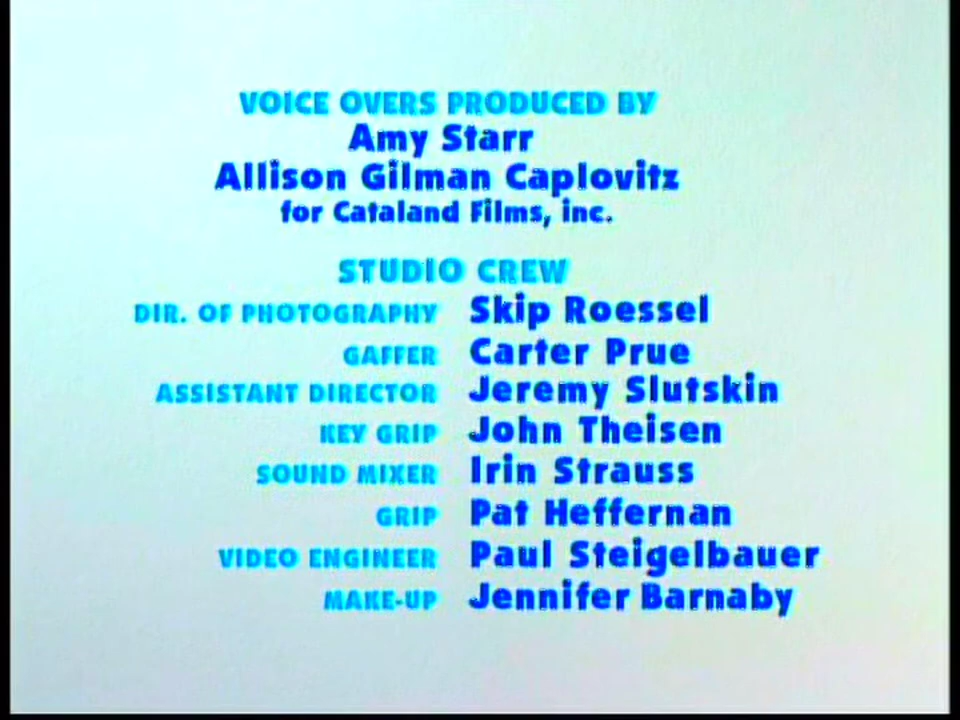 VOICE OVERS PRODUCED BY
Amy Starr
Allison Gilman Caplovitz
for Cataland Films, inc.
STUDIO CREW
DIR. OF PHOTOGRAPHY Skip Roessel
GAFFER Carter Prue
ASSISTANT DIRECTOR Jeremy Slutskin
KEY GRIP John Theisen
SOUND MIXER Irin Strauss
GRIP Pat Heffernan
VIDEO ENGINEER Paul Steigelbauer
MAKE-UP Jennifer Barnaby